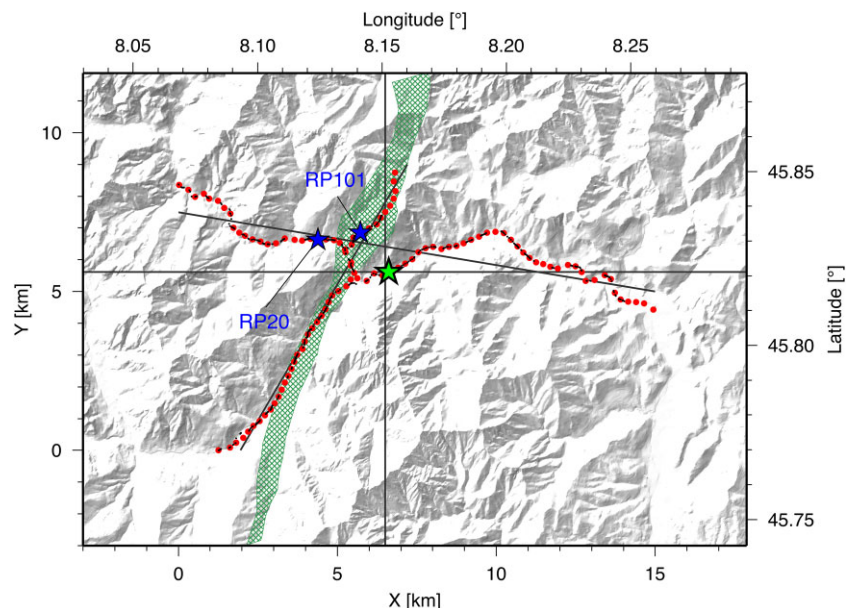 Longitude [°]
8.05 8.10 8.15 8.20 8.25
10
5
0
Y [km]
RP101
RP20
45.85
45.80
45.75
Latitude [°]
0 5 10 15
X [km]